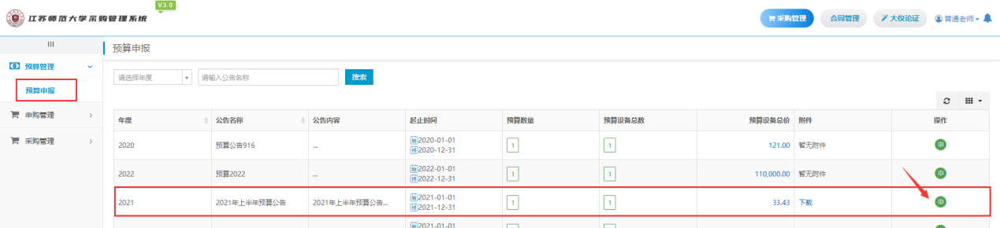 江苏师范大学采购管理系统 V3.0
采购管理 合同管理 大仪论证 普通老师
预算申报
预算管理
预算申报
申购管理
采购管理
请选择年度 请输入公告名称 搜索
年度 公告名称 公告内容 起止时间 预算数量 预算设备总数 预算设备总价 附件 操作
2020 预算公告916 ... 始2020-01-01 1 1 121.00 暂无附件 申
终2020-12-31
2022 预算2022 ... 始2022-01-01 1 1 110,000.00 暂无附件 申
终2022-12-31
2021 2021年上半年预算公告 2021年上半年预算公告... 始2021-01-01 1 1 33.43 下载 申
终2021-12-31
始2021-01-01